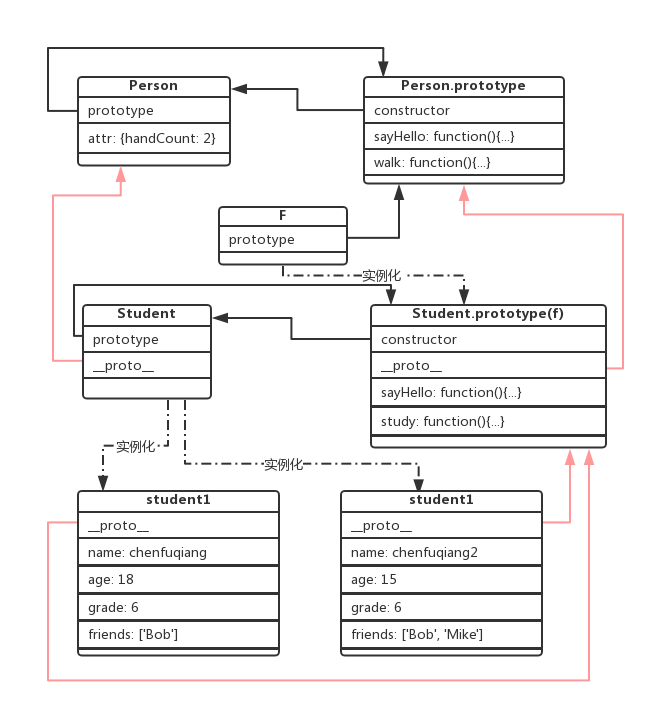 Person
prototype
attr: {handCount: 2}
Person.prototype
constructor
sayHello: function(){...}
walk: function(){...}
F
prototype
实例化
Student
prototype
__proto__
Student.prototype(f)
constructor
__proto__
sayHello: function(){...}
study: function(){...}
实例化
实例化
student1
__proto__
name: chenfuqiang
age: 18
grade: 6
friends: ['Bob']
student1
__proto__
name: chenfuqiang2
age: 15
grade: 6
friends: ['Bob', 'Mike']